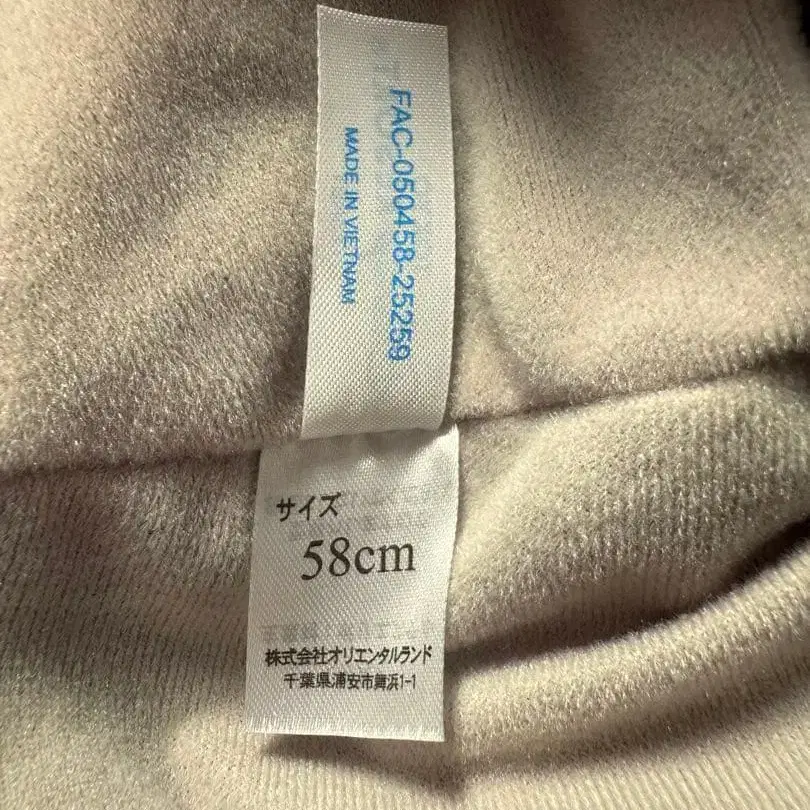 FAC-050458-25259
MADE IN VIETNAM
サイズ
58cm
株式会社オリエンタルランド
千葉県浦安市舞浜1-1